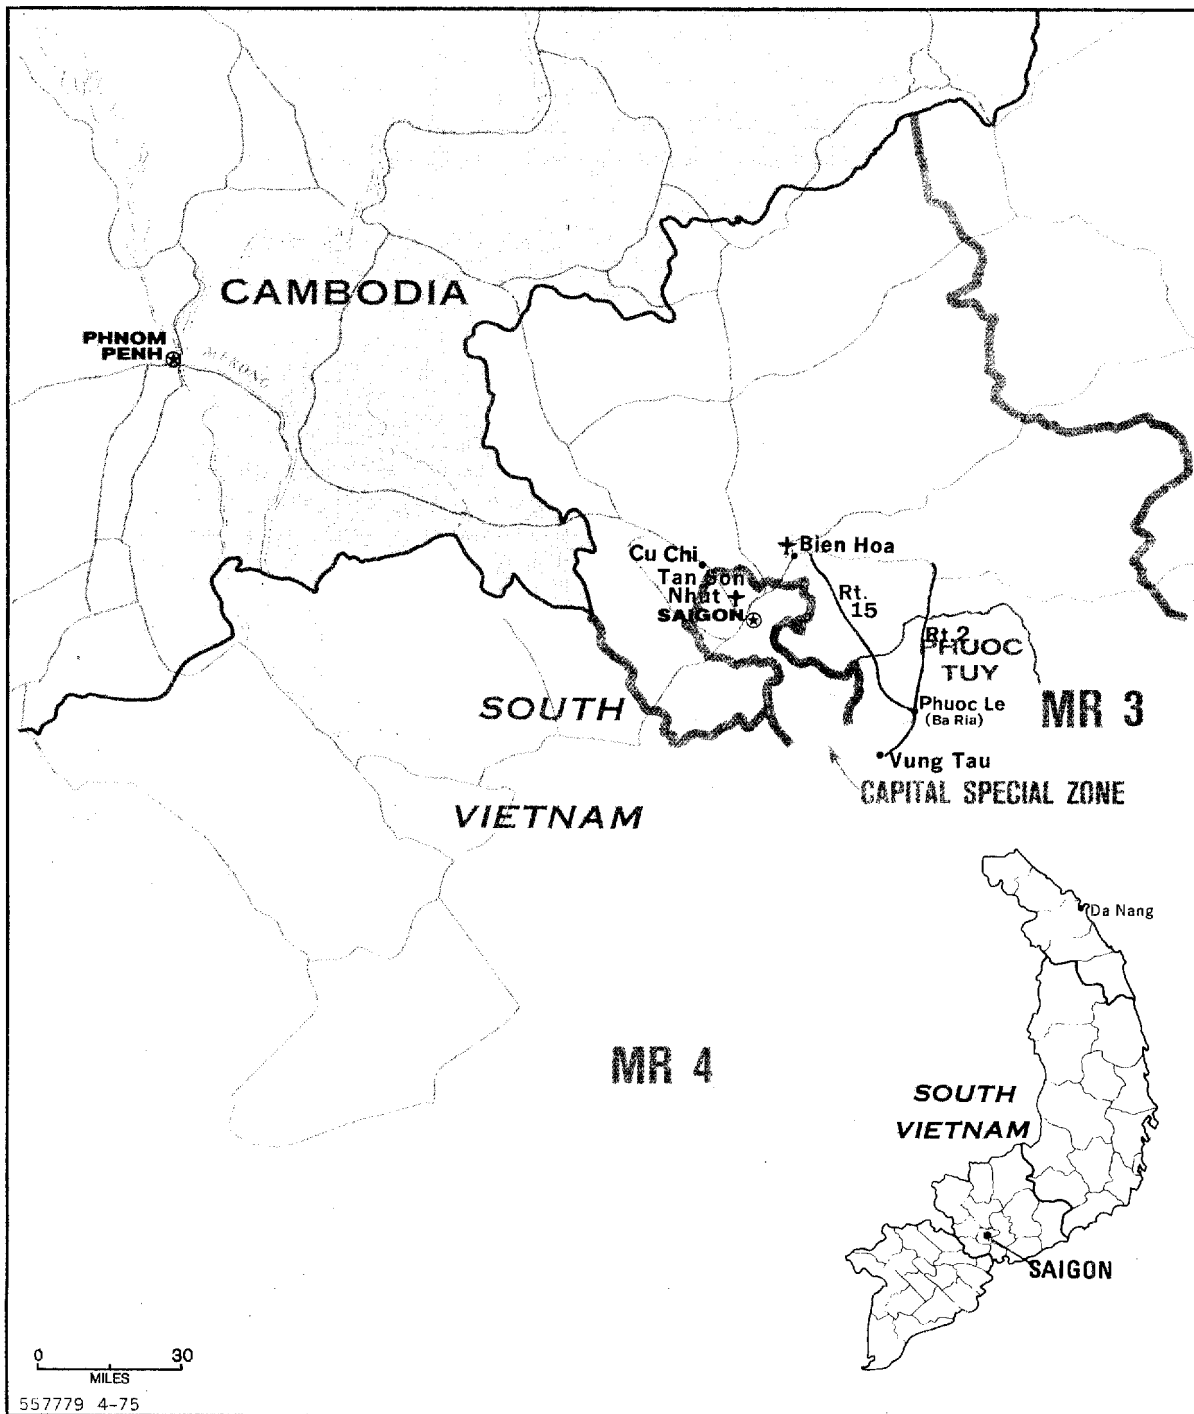 CAMBODIA
PHNOM
PENH
MEKONG
Cu Chi
Bien Hoa
Tan Son
Nhut
SAIGON
Rt.
15
Rt.2
PHUOC
TUY
Phuoc Le
(Ba Ria)
MR 3
Vung Tau
CAPITAL SPECIAL ZONE
SOUTH
VIETNAM
MR 4
Da Nang
SOUTH
VIETNAM
SAIGON
0 30
MILES
557779 4-75